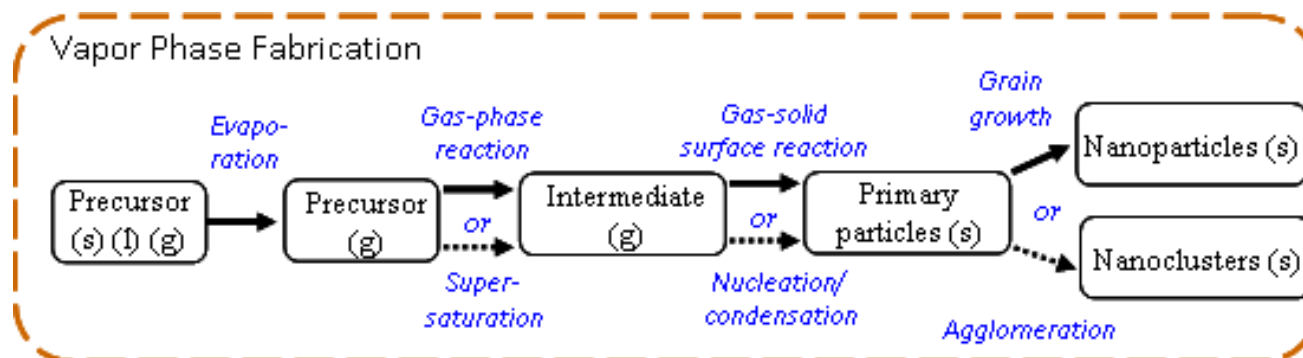 Vapor Phase Fabrication
Evapo-
ration
Gas-phase
reaction
Gas-solid
surface reaction
Grain
growth
Precursor
(s) (l) (g)
Precursor
(g)
or
Intermediate
(g)
or
Primary
particles (s)
or
Nanoparticles (s)
Nanoclusters (s)
Super-
saturation
Nucleation/
condensation
Agglomeration